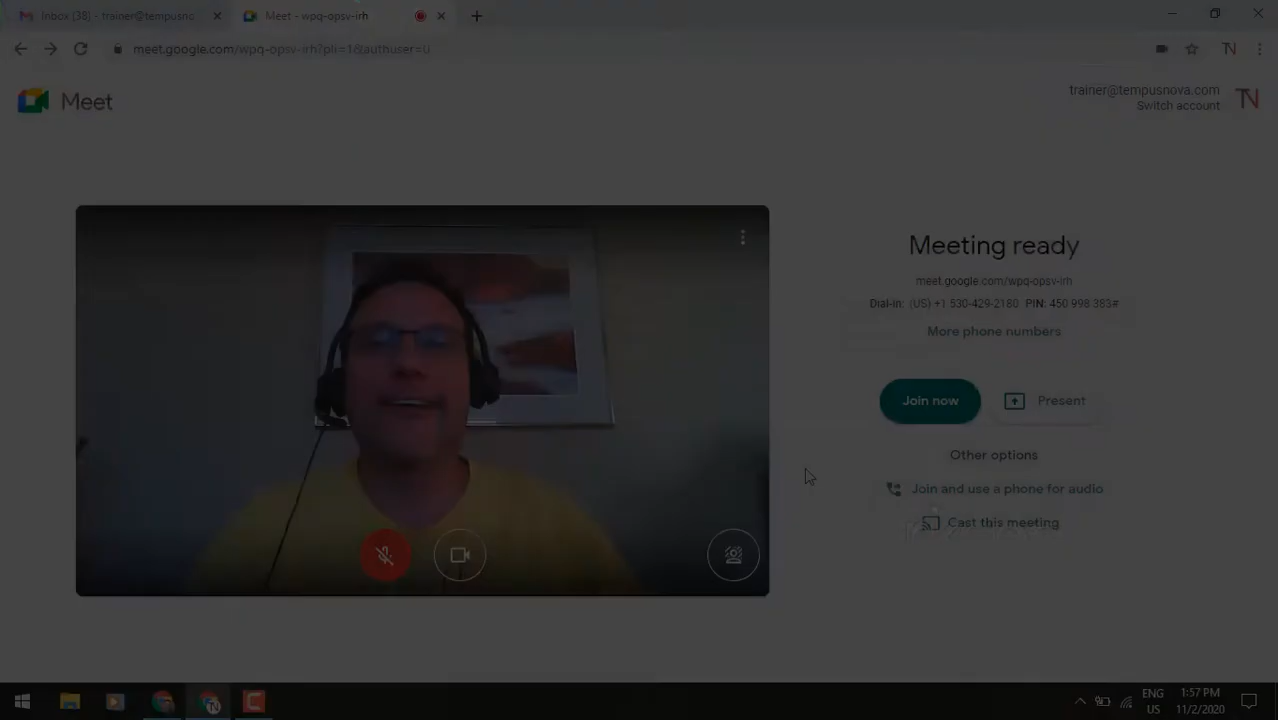 Inbox (38) - trainer@tempusno
Meet - wpq-opsv-irh
meet.google.com/wpq-opsv-irh?pli=1&authuser=0
TN
Meet
trainer@tempusnova.com
Switch account
TN
Meeting ready
meet.google.com/wpq-opsv-irh
Dial-in: (US) +1 530-429-2180 PIN: 450 998 383#
More phone numbers
Join now
Present
Other options
Join and use a phone for audio
Cast this meeting
ENG
US
1:57 PM
11/2/2020